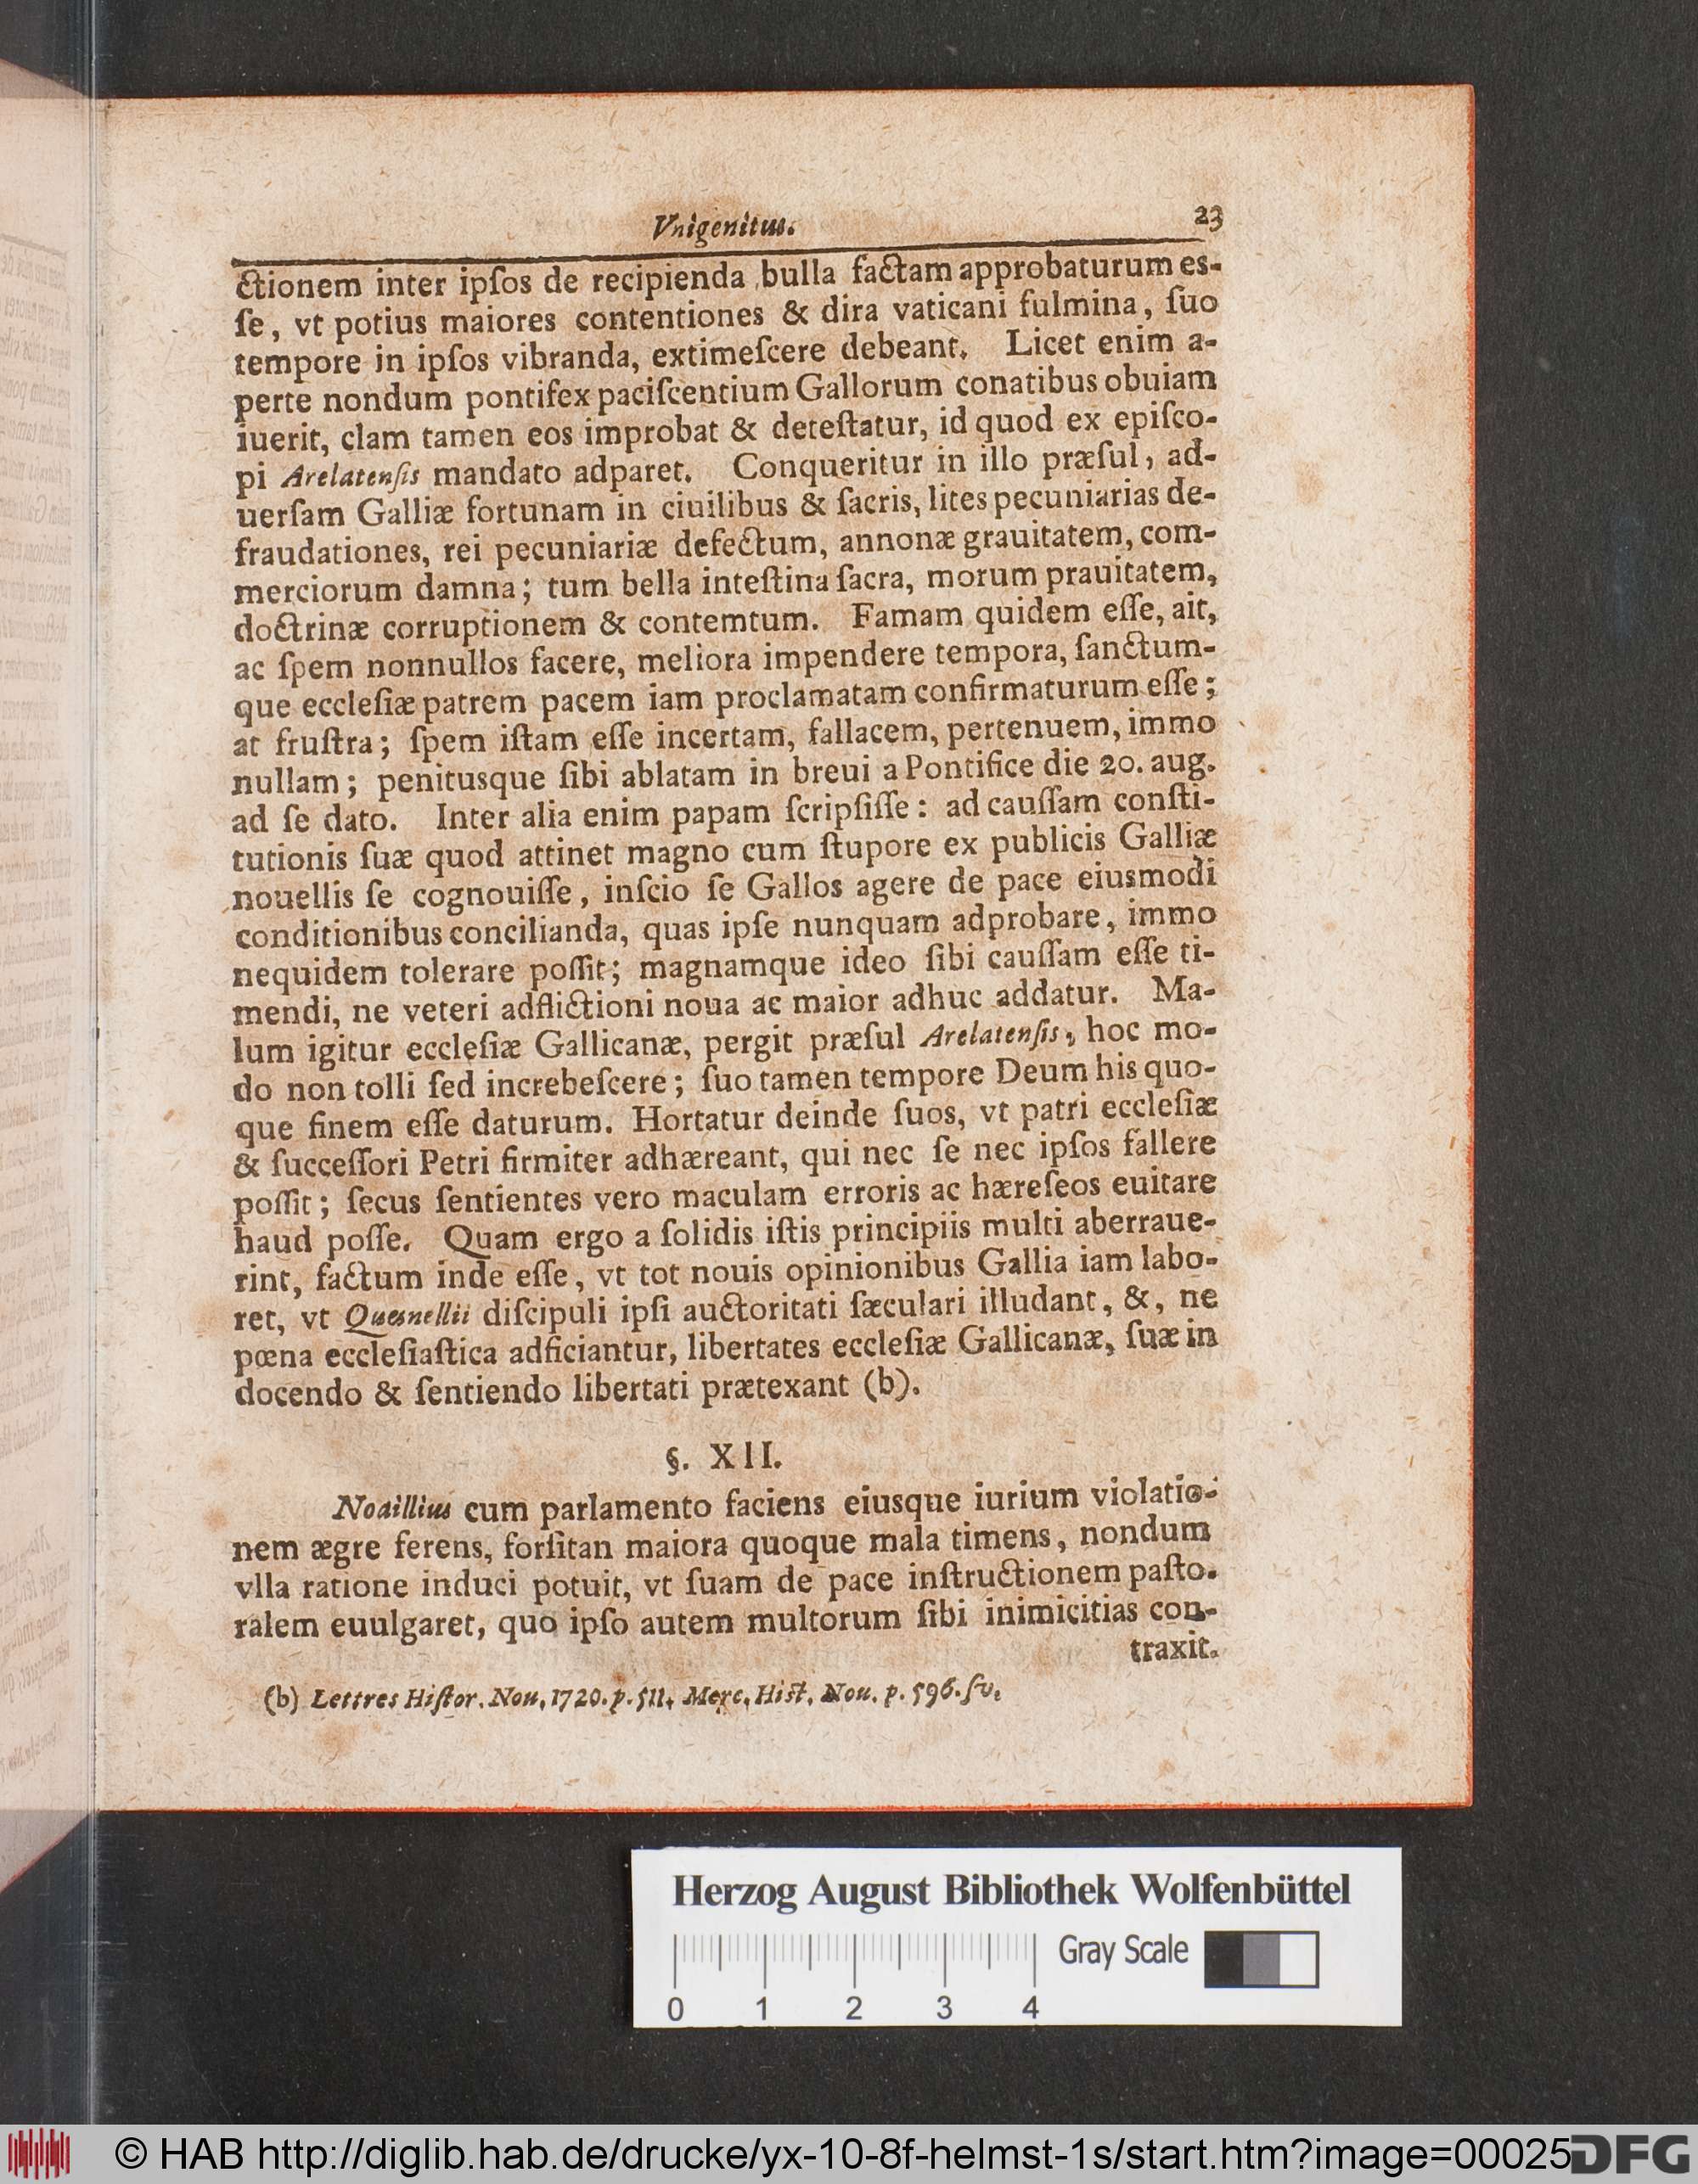 Vnigenitus.
23
ctionem inter ipſos de recipienda bulla factam approbaturum es-
ſe, vt potius maiores contentiones & dira vaticani fulmina, ſuo
tempore in ipſos vibranda, extimeſcere debeant. Licet enim a-
perte nondum pontifex paciſcentium Gallorum conatibus obuiam
iuerit, clam tamen eos improbat & deteſtatur, id quod ex epiſco-
pi Arelatenſis mandato adparet. Conqueritur in illo præſul, ad-
uerſam Galliæ fortunam in ciuilibus & ſacris, lites pecuniarias de-
fraudationes, rei pecuniariæ defectum, annonæ grauitatem, com-
merciorum damna; tum bella inteſtina ſacra, morum prauitatem,
doctrinæ corruptionem & contemtum. Famam quidem eſſe, ait,
ac ſpem nonnullos facere, meliora impendere tempora, ſanctum-
que eccleſiæ patrem pacem iam proclamatam confirmaturum eſſe;
at fruſtra; ſpem iſtam eſſe incertam, fallacem, pertenuem, immo
nullam; penitusque ſibi ablatam in breui a Pontifice die 20. aug.
ad ſe dato. Inter alia enim papam ſcripſiſſe: ad cauſſam conſti-
tutionis ſuæ quod attinet magno cum ſtupore ex publicis Galliæ
nouellis ſe cognouiſſe, inſcio ſe Gallos agere de pace eiusmodi
conditionibus concilianda, quas ipſe nunquam adprobare, immo
nequidem tolerare poſſit; magnamque ideo ſibi cauſſam eſſe ti-
mendi, ne veteri adflictioni noua ac maior adhuc addatur. Ma-
lum igitur eccleſiæ Gallicanæ, pergit præſul Arelatenſis, hoc mo-
do non tolli ſed increbeſcere; ſuo tamen tempore Deum his quo-
que finem eſſe daturum. Hortatur deinde ſuos, vt patri eccleſiæ
& ſucceſſori Petri firmiter adhæreant, qui nec ſe nec ipſos fallere
poſſit; ſecus ſentientes vero maculam erroris ac hæreſeos euitare
haud poſſe. Quam ergo a ſolidis iſtis principiis multi aberraue-
rint, factum inde eſſe, vt tot nouis opinionibus Gallia iam labo-
ret, vt Quesnellii diſcipuli ipſi auctoritati ſæculari illudant, &, ne
pœna eccleſiaſtica adficiantur, libertates eccleſiæ Gallicanæ, ſuæ in
docendo & ſentiendo libertati prætexant (b).
§. XII.
Noaillius cum parlamento faciens eiusque iurium violatio-
nem ægre ferens, forſitan maiora quoque mala timens, nondum
vlla ratione induci potuit, vt ſuam de pace inſtructionem paſto-
ralem euulgaret, quo ipſo autem multorum ſibi inimicitias con-
traxit.
(b) Lettres Hiſtor. Nou. 1720. p. 511. Merc. Hiſt. Nou. p. 596. ſv.
Herzog August Bibliothek Wolfenbüttel
Gray Scale
0 1 2 3 4
© HAB http://diglib.hab.de/drucke/yx-10-8f-helmst-1s/start.htm?image=00025
DFG